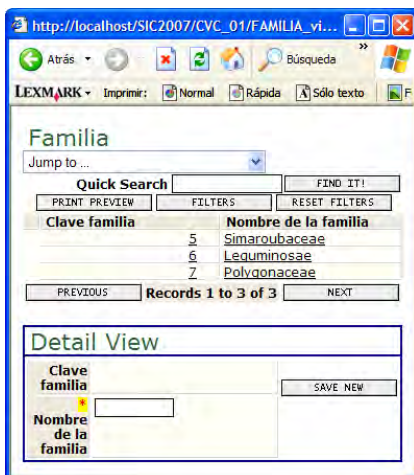 http://localhost/SIC2007/CVC_01/FAMILIA_vi...
Atrás Búsqueda »
LEXMARK Imprimir: Normal Rápida Sólo texto F
Familia
Jump to ...
Quick Search FIND IT!
PRINT PREVIEW FILTERS RESET FILTERS
Clave familia Nombre de la familia
5 Simaroubaceae
6 Leguminosae
7 Polygonaceae
PREVIOUS Records 1 to 3 of 3 NEXT
Detail View
Clave
familia
SAVE NEW
*
Nombre
de la
familia